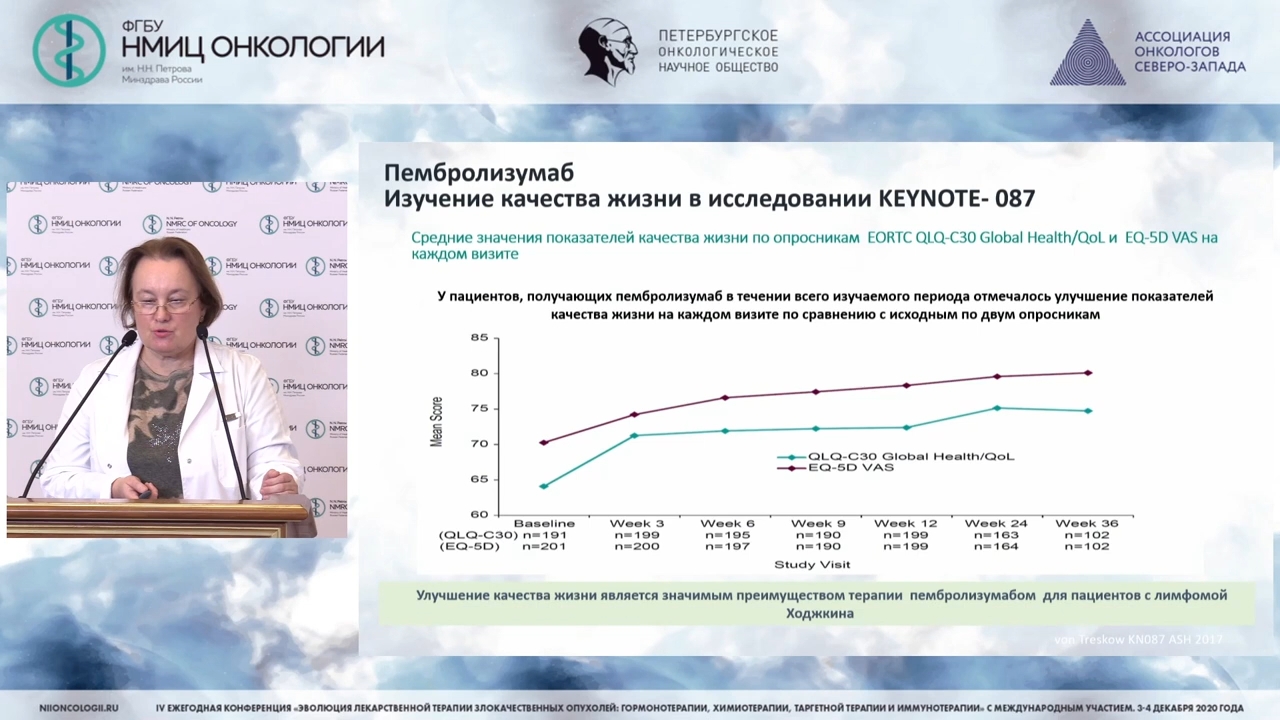 ФГБУ
НМИЦ ОНКОЛОГИИ
им. Н.Н. Петрова
Минздрава России
ПЕТЕРБУРГСКОЕ
ОНКОЛОГИЧЕСКОЕ
НАУЧНОЕ ОБЩЕСТВО
АССОЦИАЦИЯ
ОНКОЛОГОВ
СЕВЕРО-ЗАПАДА
ФГБУ
НМИЦ ОНКОЛОГИИ
NMRC OF ONCOLOGY
Пембролизумаб
Изучение качества жизни в исследовании KEYNOTE- 087
Средние значения показателей качества жизни по опросникам EORTC QLQ-C30 Global Health/QoL и EQ-5D VAS на
каждом визите
У пациентов, получающих пембролизумаб в течении всего изучаемого периода отмечалось улучшение показателей
качества жизни на каждом визите по сравнению с исходным по двум опросникам
85
80
75
70
65
60
Mean Score
QLQ-C30 Global Health/QoL
EQ-5D VAS
Baseline Week 3 Week 6 Week 9 Week 12 Week 24 Week 36
(QLQ-C30) n=191 n=199 n=195 n=190 n=199 n=163 n=102
(EQ-5D) n=201 n=200 n=197 n=190 n=199 n=164 n=102
Study Visit
Улучшение качества жизни является значимым преимуществом терапии пембролизумабом для пациентов с лимфомой
Ходжкина
von Treskow KN087 ASH 2017
NIIONCOLOGII.RU
IV ЕЖЕГОДНАЯ КОНФЕРЕНЦИЯ «ЭВОЛЮЦИЯ ЛЕКАРСТВЕННОЙ ТЕРАПИИ ЗЛОКАЧЕСТВЕННЫХ ОПУХОЛЕЙ: ГОРМОНОТЕРАПИИ, ХИМИОТЕРАПИИ, ТАРГЕТНОЙ ТЕРАПИИ И ИММУНОТЕРАПИИ» С МЕЖДУНАРОДНЫМ УЧАСТИЕМ. 3-4 ДЕКАБРЯ 2020 ГОДА